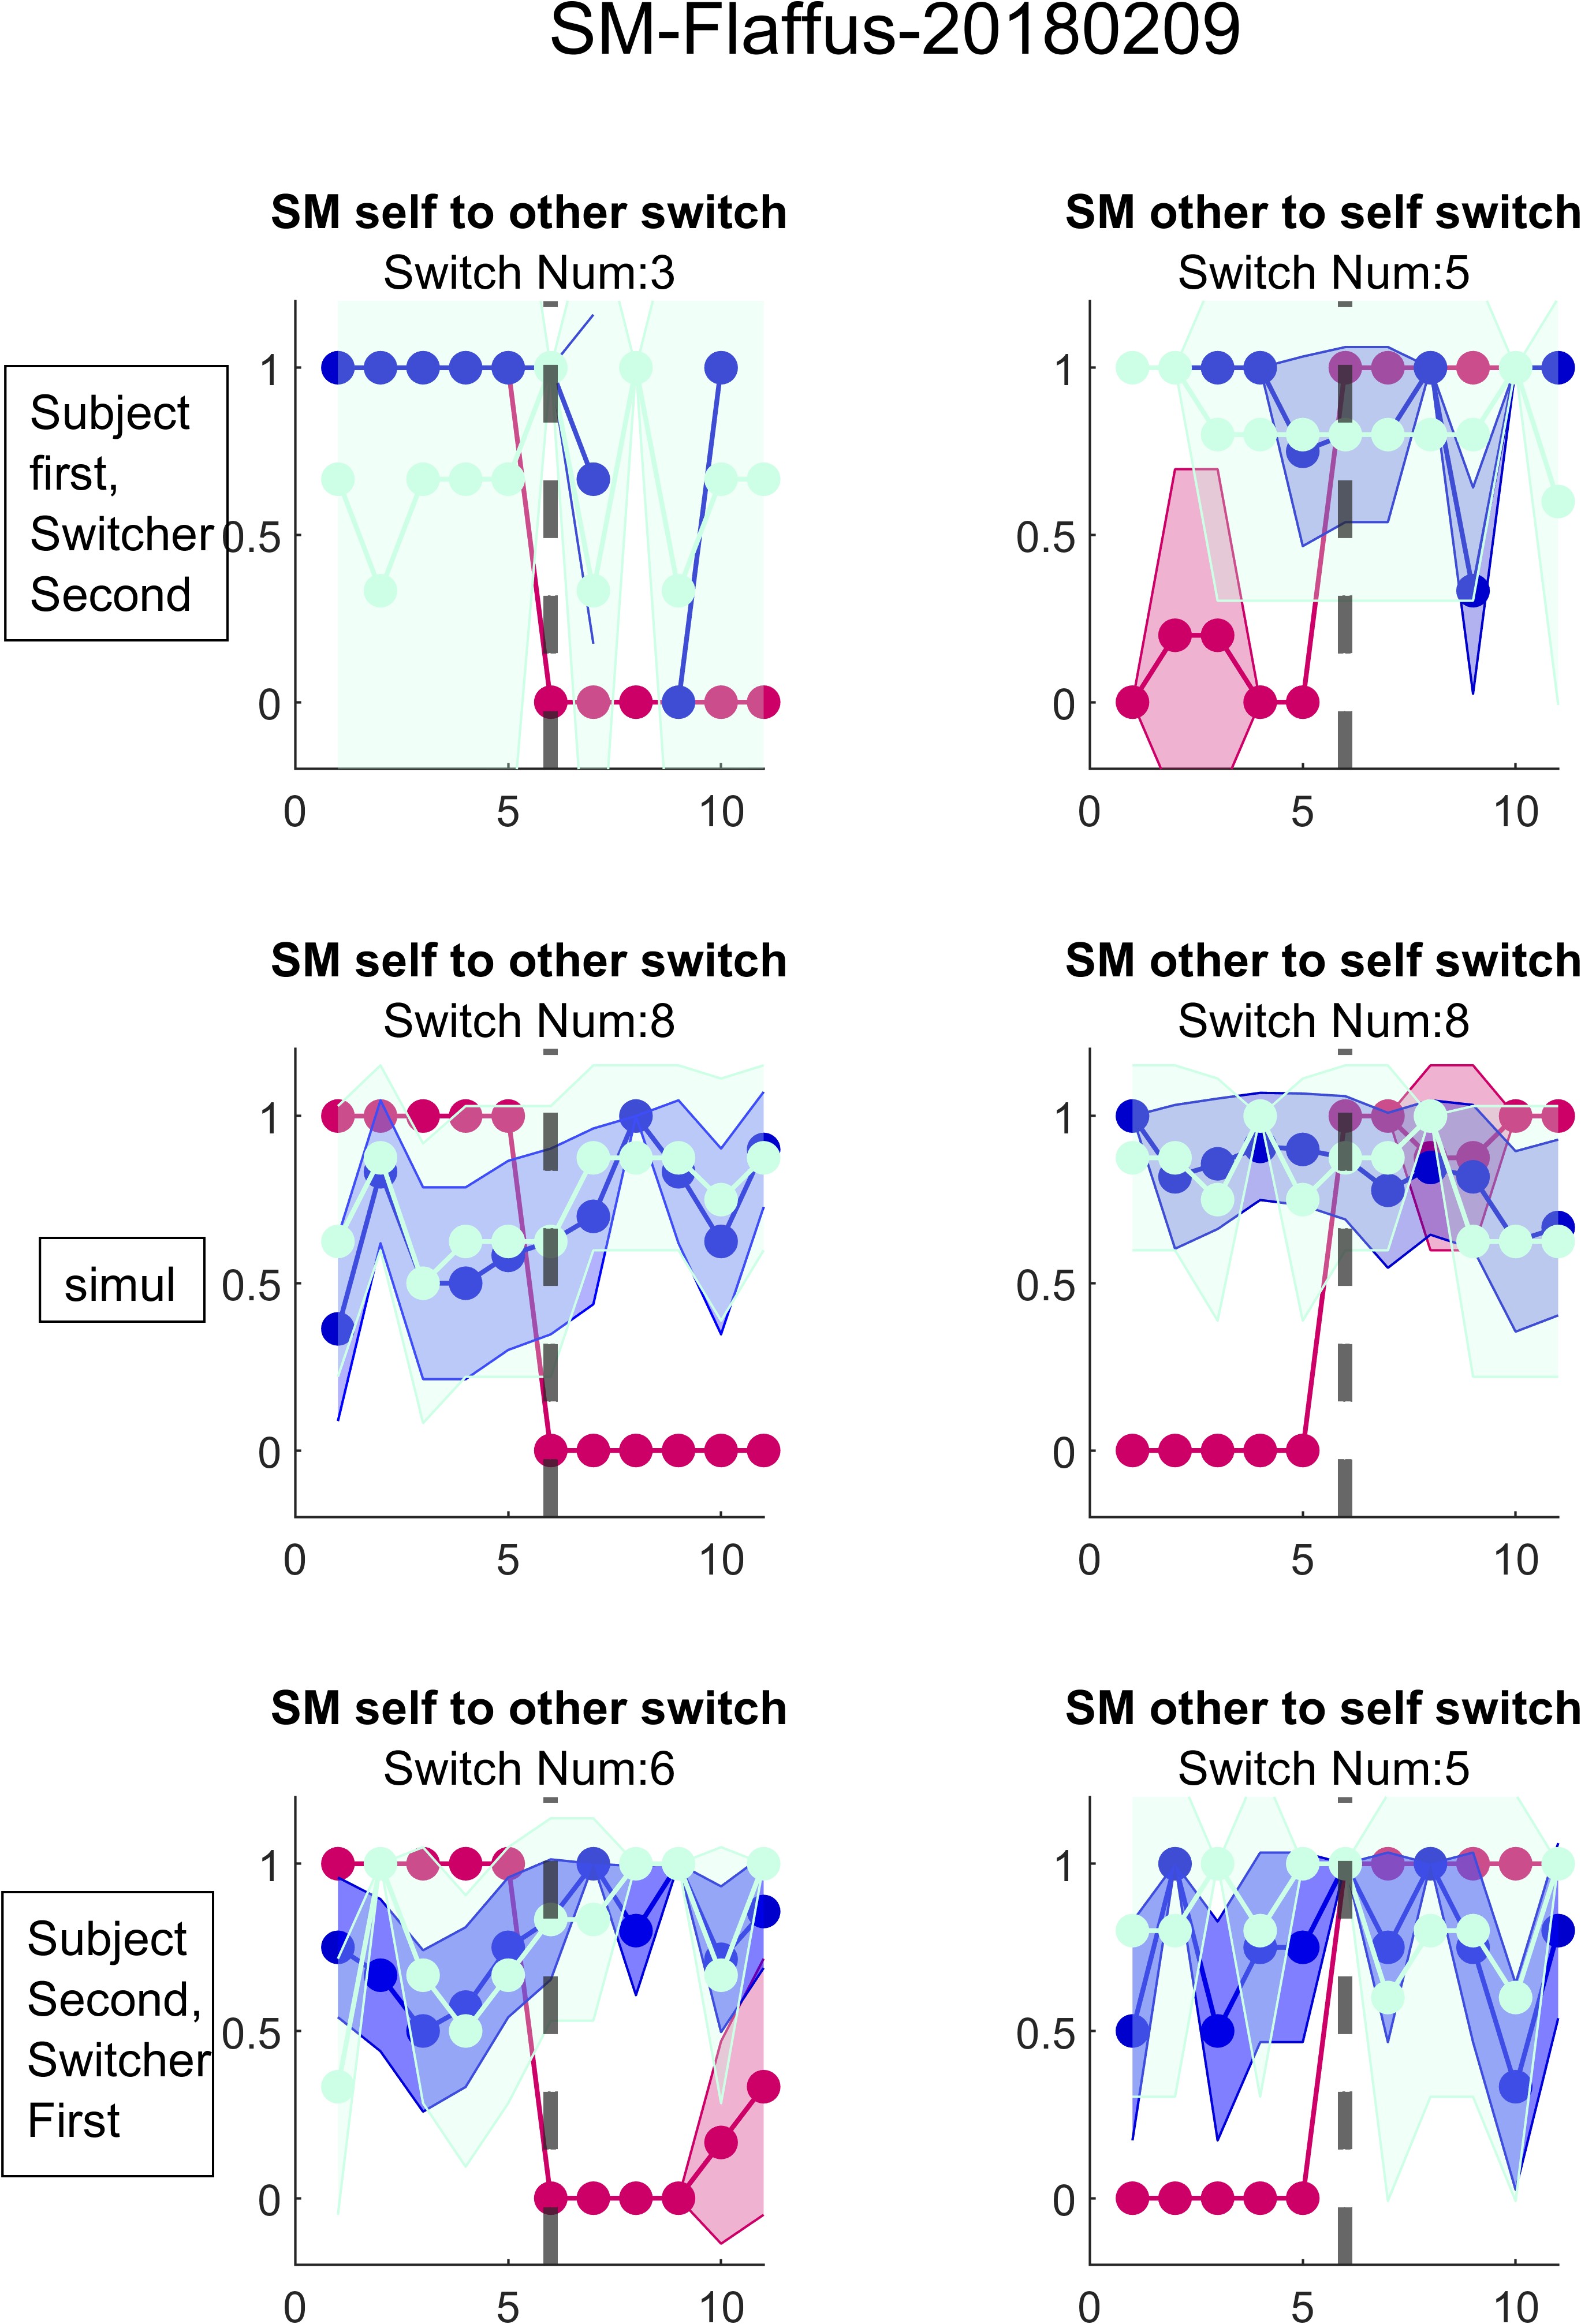 SM-Flaffus-20180209
SM self to other switch
Switch Num:3
1
0.5
0
0 5 10
SM other to self switch
Switch Num:5
1
0.5
0
0 5 10
Subject
first,
Switcher
Second
SM self to other switch
Switch Num:8
1
0.5
0
0 5 10
SM other to self switch
Switch Num:8
1
0.5
0
0 5 10
simul
SM self to other switch
Switch Num:6
1
0.5
0
0 5 10
SM other to self switch
Switch Num:5
1
0.5
0
0 5 10
Subject
Second,
Switcher
First